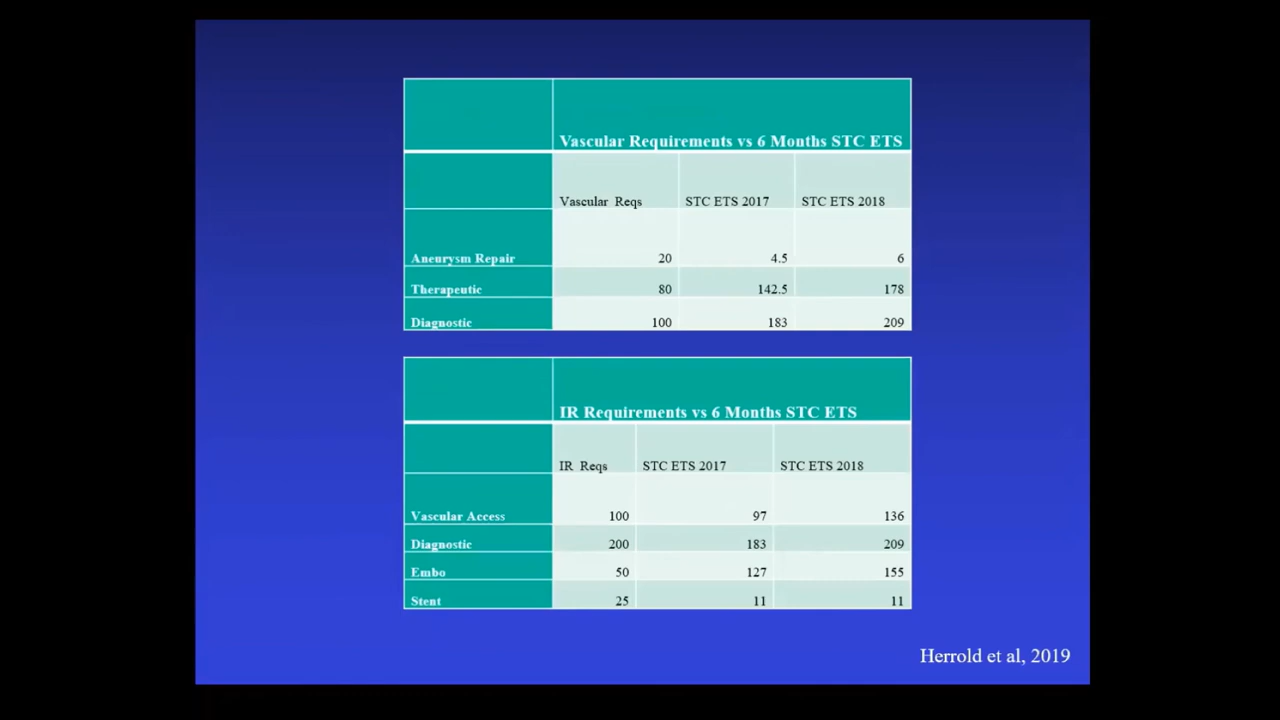 Vascular Requirements vs 6 Months STC ETS
Vascular Reqs STC ETS 2017 STC ETS 2018
Aneurysm Repair 20 4.5 6
Therapeutic 80 142.5 178
Diagnostic 100 183 209
IR Requirements vs 6 Months STC ETS
IR Reqs STC ETS 2017 STC ETS 2018
Vascular Access 100 97 136
Diagnostic 200 183 209
Embo 50 127 155
Stent 25 11 11
Herrold et al, 2019